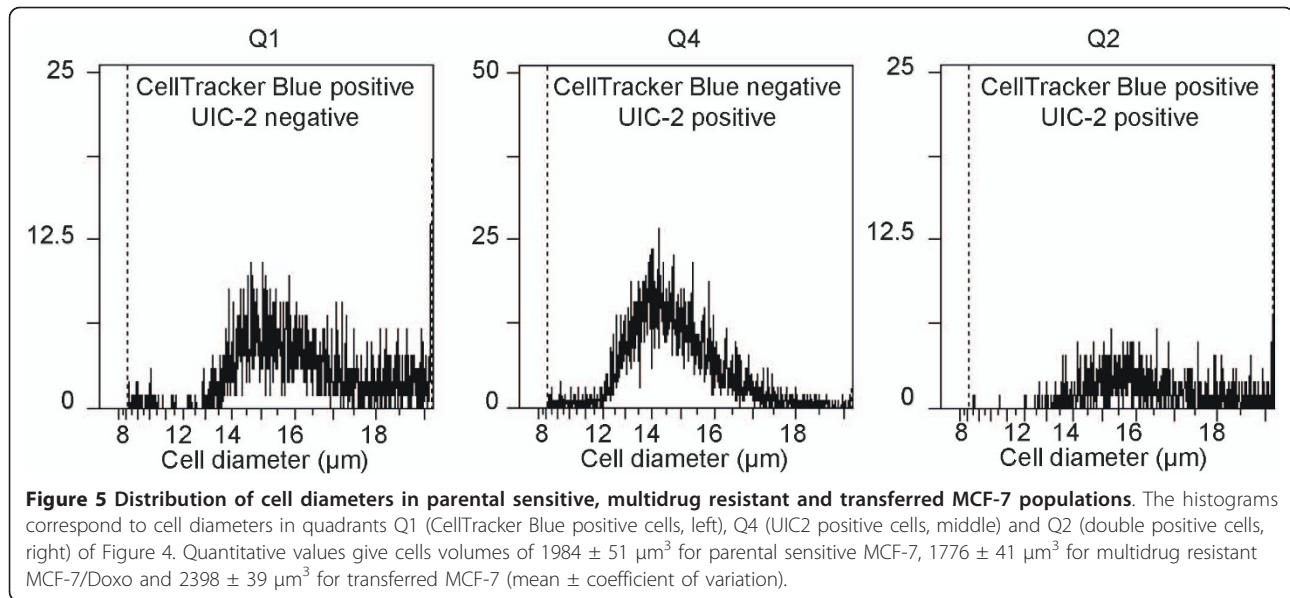 Q1
Q4
Q2
25
12.5
0
CellTracker Blue positive
UIC-2 negative
8 12 14 16 18
Cell diameter (µm)
50
25
0
CellTracker Blue negative
UIC-2 positive
8 12 14 16 18
Cell diameter (µm)
25
12.5
0
CellTracker Blue positive
UIC-2 positive
8 12 14 16 18
Cell diameter (µm)
Figure 5 Distribution of cell diameters in parental sensitive, multidrug resistant and transferred MCF-7 populations. The histograms
correspond to cell diameters in quadrants Q1 (CellTracker Blue positive cells, left), Q4 (UIC2 positive cells, middle) and Q2 (double positive cells,
right) of Figure 4. Quantitative values give cells volumes of 1984 ± 51 µm³ for parental sensitive MCF-7, 1776 ± 41 µm³ for multidrug resistant
MCF-7/Doxo and 2398 ± 39 µm³ for transferred MCF-7 (mean ± coefficient of variation).